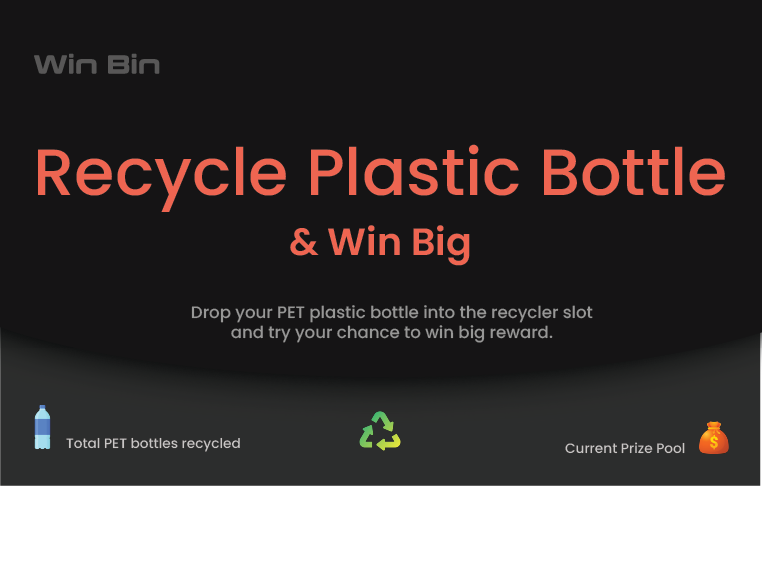 Win Bin
Recycle Plastic Bottle
& Win Big
Drop your PET plastic bottle into the recycler slot
and try your chance to win big reward.
Total PET bottles recycled
Current Prize Pool
$